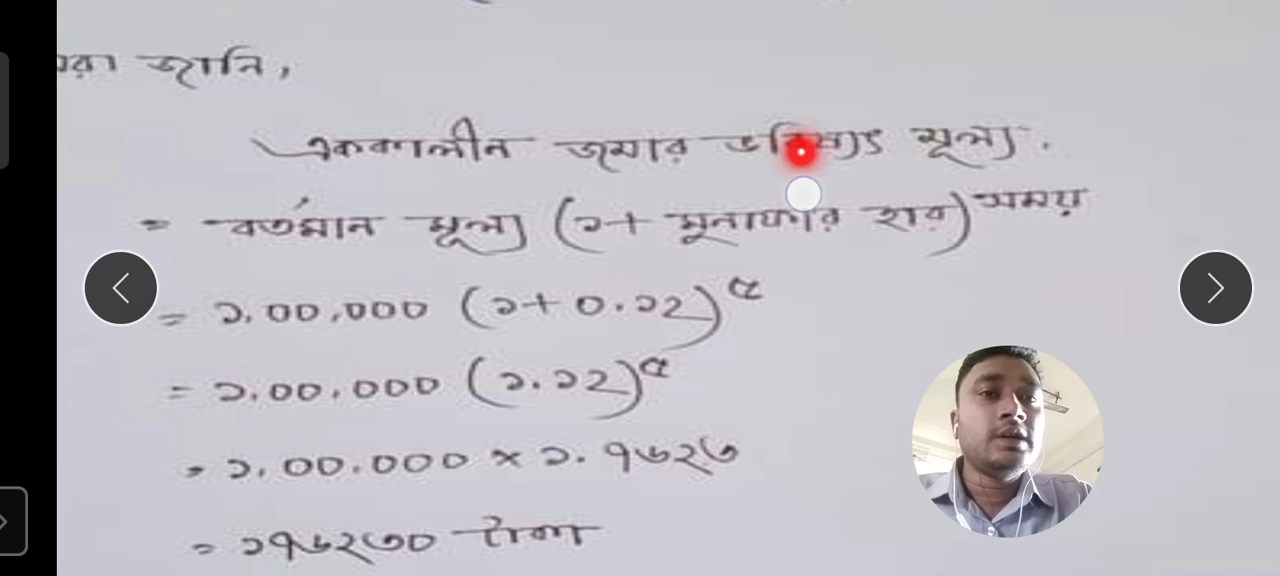 মরা জানি,
এককালীন জমার ভবিষ্যৎ মূল্য.
= বর্তমান মূল্য (১+ মুনাফার হার)^সময়
= ১,০০,০০০ (১+ ০.১২)^৫
= ১,০০,০০০ (১.১২)^৫
= ১,০০,০০০ × ১.৭৬২৩
= ১৭৬২৩০ টাকা